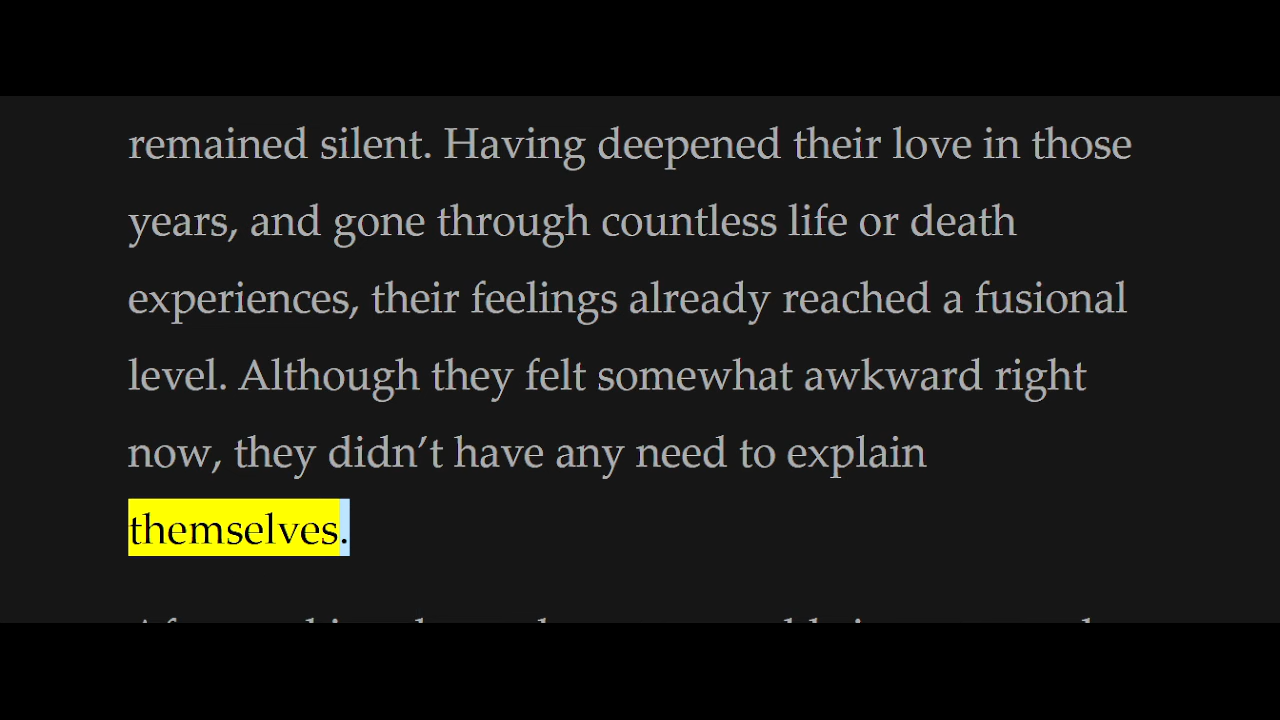 remained silent. Having deepened their love in those
years, and gone through countless life or death
experiences, their feelings already reached a fusional
level. Although they felt somewhat awkward right
now, they didn’t have any need to explain
themselves.